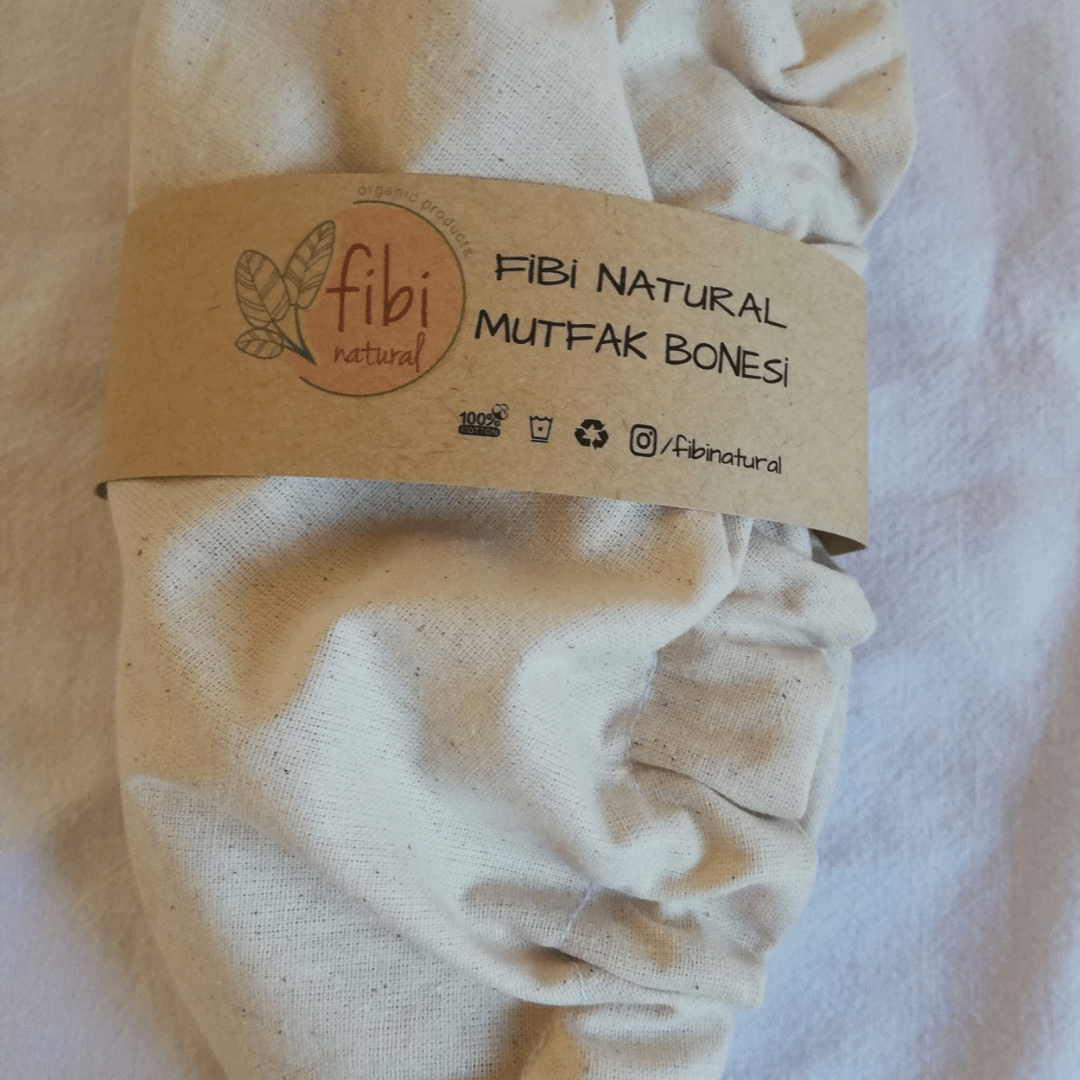 organic products
fibi
natural
FiBi NATURAL
MUTFAK BONESi
100%
COTTON
/fibinatural